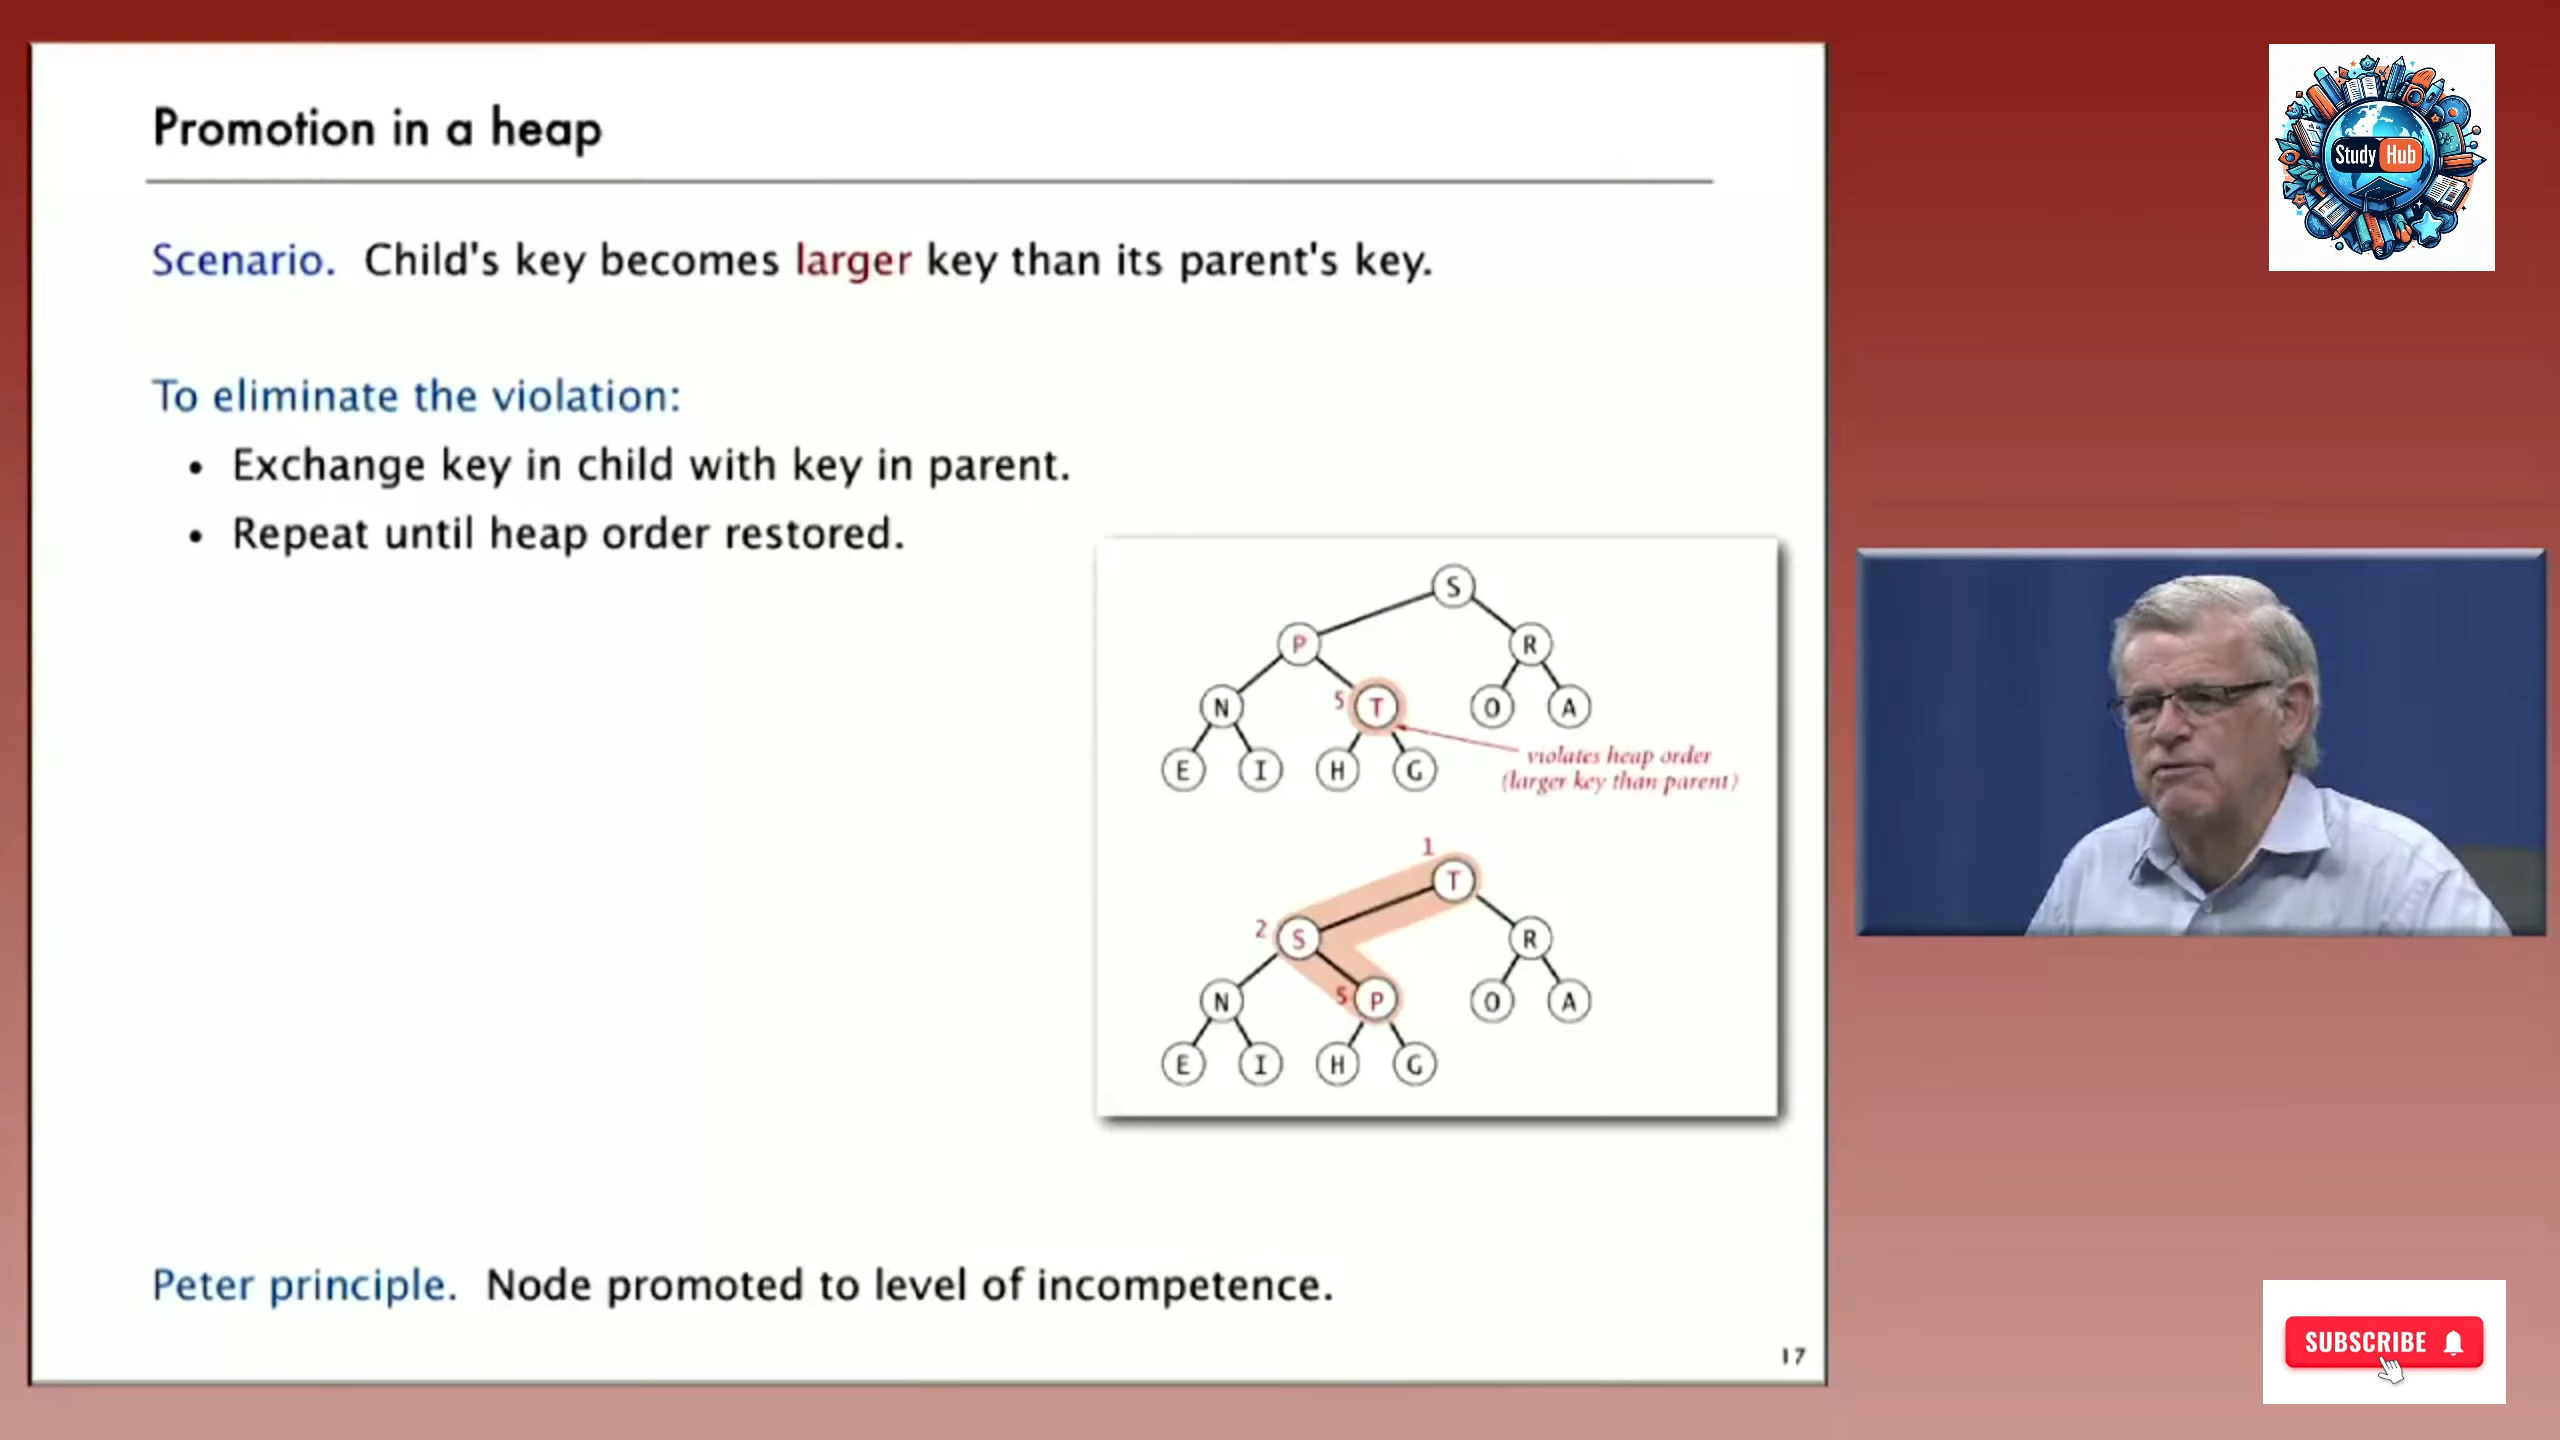 Promotion in a heap
Study Hub
Scenario. Child's key becomes larger key than its parent's key.
To eliminate the violation:
• Exchange key in child with key in parent.
• Repeat until heap order restored.
S
P
R
N
5
T
O
A
E
I
H
G
violates heap order
(larger key than parent)
1
T
2
S
R
N
5
P
O
A
E
I
H
G
Peter principle. Node promoted to level of incompetence.
SUBSCRIBE
17